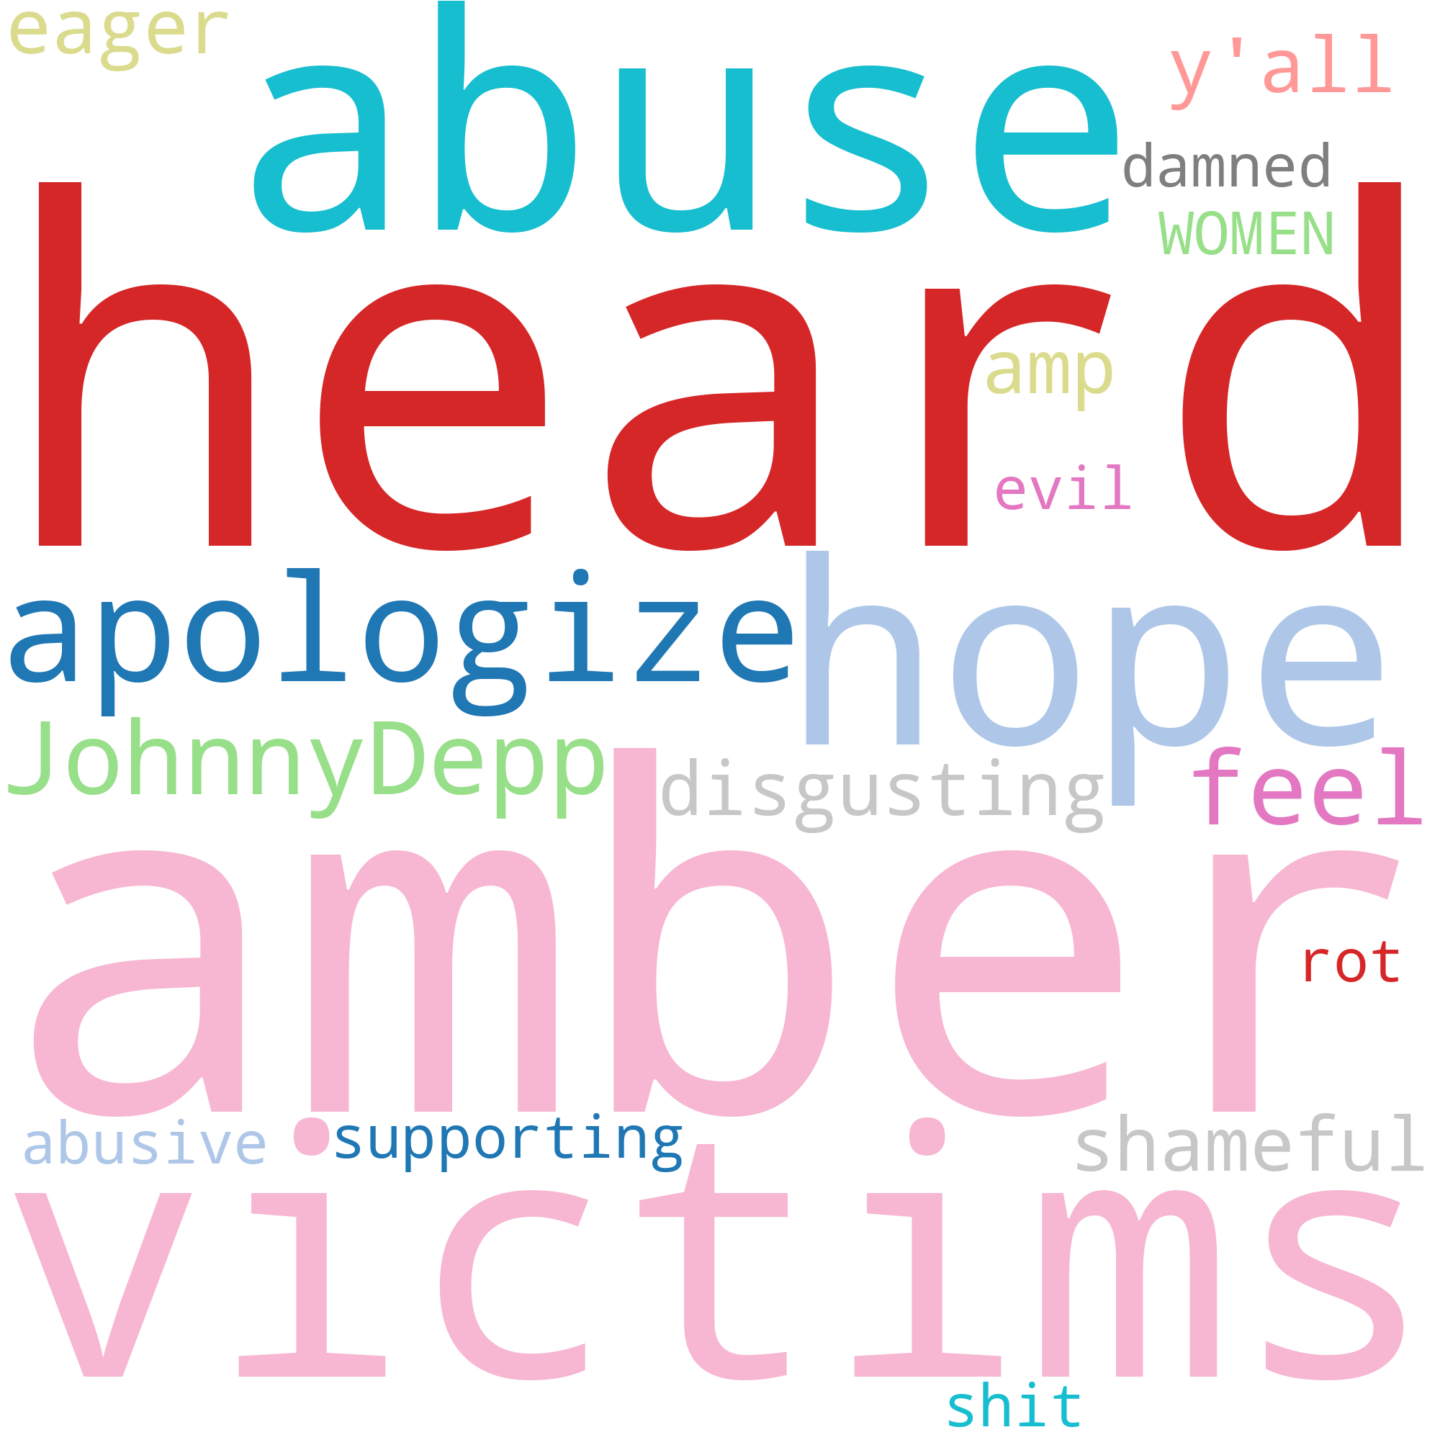 eager
abuse
y'all
damned
WOMEN
heard
amp
evil
apologize
hope
JohnnyDepp
disgusting
feel
amber
rot
abusive
supporting
shameful
victims
shit